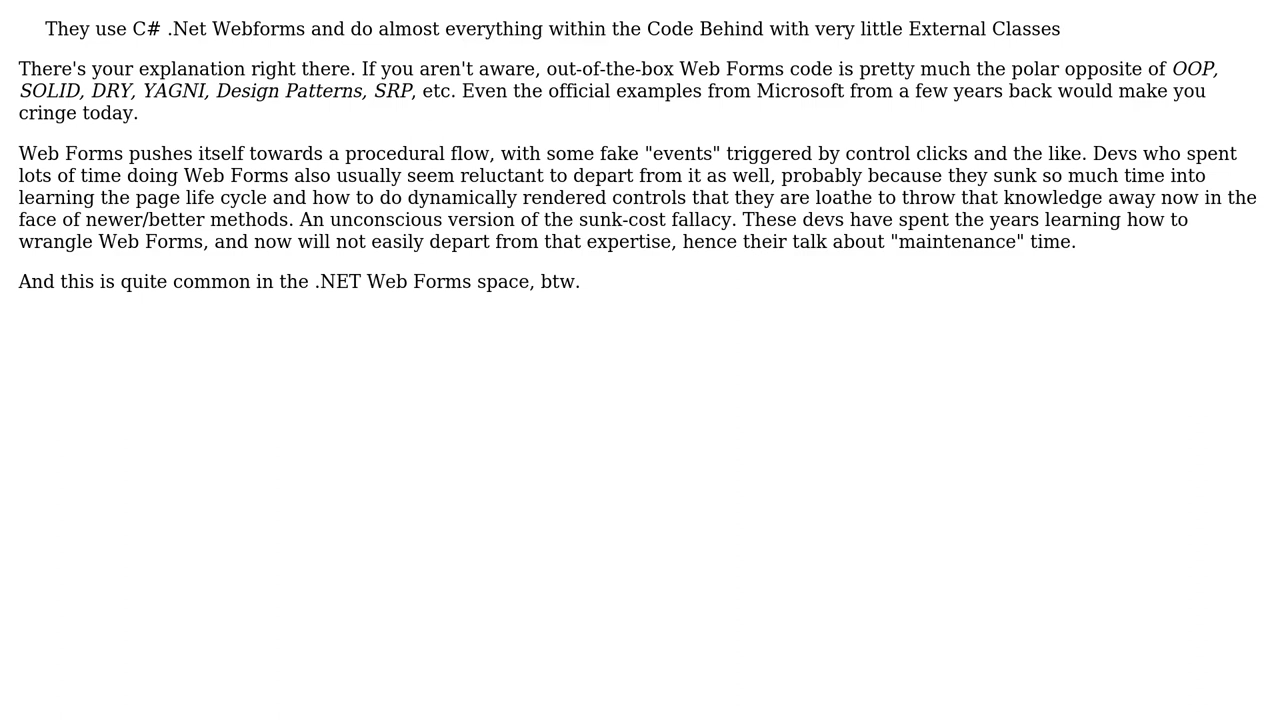 They use C# .Net Webforms and do almost everything within the Code Behind with very little External Classes
There's your explanation right there. If you aren't aware, out-of-the-box Web Forms code is pretty much the polar opposite of OOP,
SOLID, DRY, YAGNI, Design Patterns, SRP, etc. Even the official examples from Microsoft from a few years back would make you
cringe today.
Web Forms pushes itself towards a procedural flow, with some fake "events" triggered by control clicks and the like. Devs who spent
lots of time doing Web Forms also usually seem reluctant to depart from it as well, probably because they sunk so much time into
learning the page life cycle and how to do dynamically rendered controls that they are loathe to throw that knowledge away now in the
face of newer/better methods. An unconscious version of the sunk-cost fallacy. These devs have spent the years learning how to
wrangle Web Forms, and now will not easily depart from that expertise, hence their talk about "maintenance" time.
And this is quite common in the .NET Web Forms space, btw.